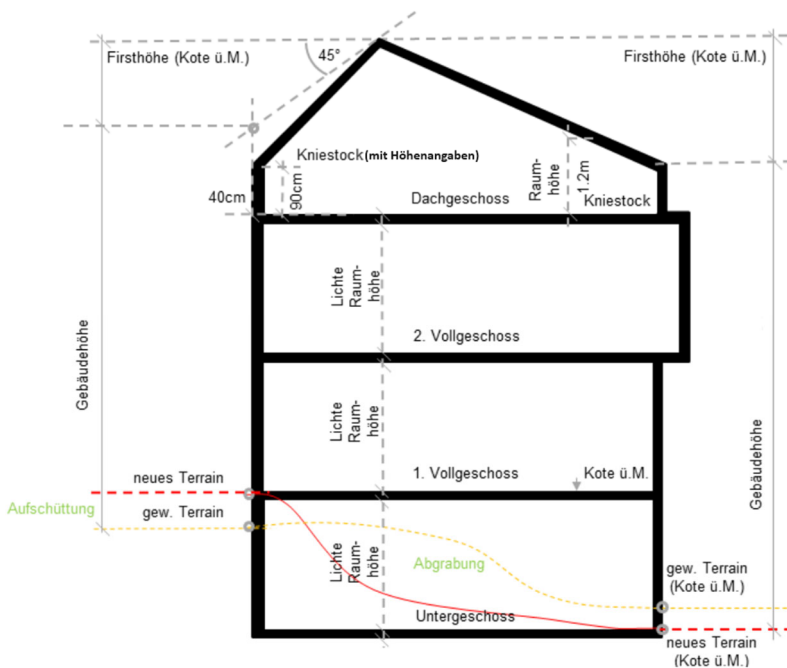 Firsthöhe (Kote ü.M.)
45°
Firsthöhe (Kote ü.M.)
Kniestock (mit Höhenangaben)
40cm
90cm
Dachgeschoss
Raum-
höhe
1.2m
Kniestock
Lichte
Raum-
höhe
2. Vollgeschoss
Gebäudehöhe
Lichte
Raum-
höhe
1. Vollgeschoss
Kote ü.M.
Gebäudehöhe
neues Terrain
Aufschüttung
gew. Terrain
Lichte
Raum-
höhe
Abgrabung
Untergeschoss
gew. Terrain
(Kote ü.M.)
neues Terrain
(Kote ü.M.)